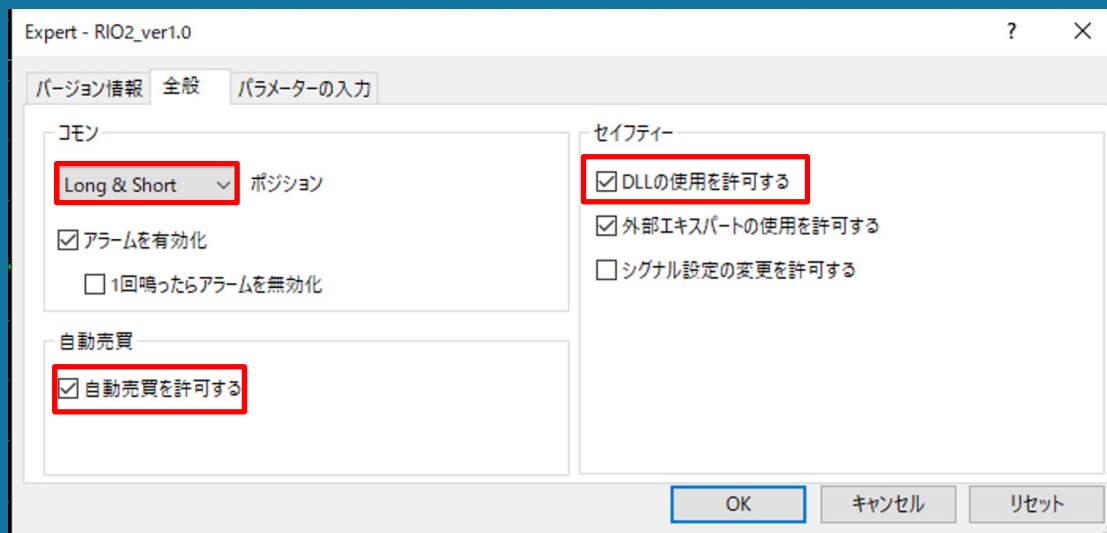 Expert - RIO2_ver1.0
バージョン情報 全般 パラメーターの入力
コモン
Long & Short ポジション
アラームを有効化
1回鳴ったらアラームを無効化
自動売買
自動売買を許可する
セイフティー
DLLの使用を許可する
外部エキスパートの使用を許可する
シグナル設定の変更を許可する
OK キャンセル リセット